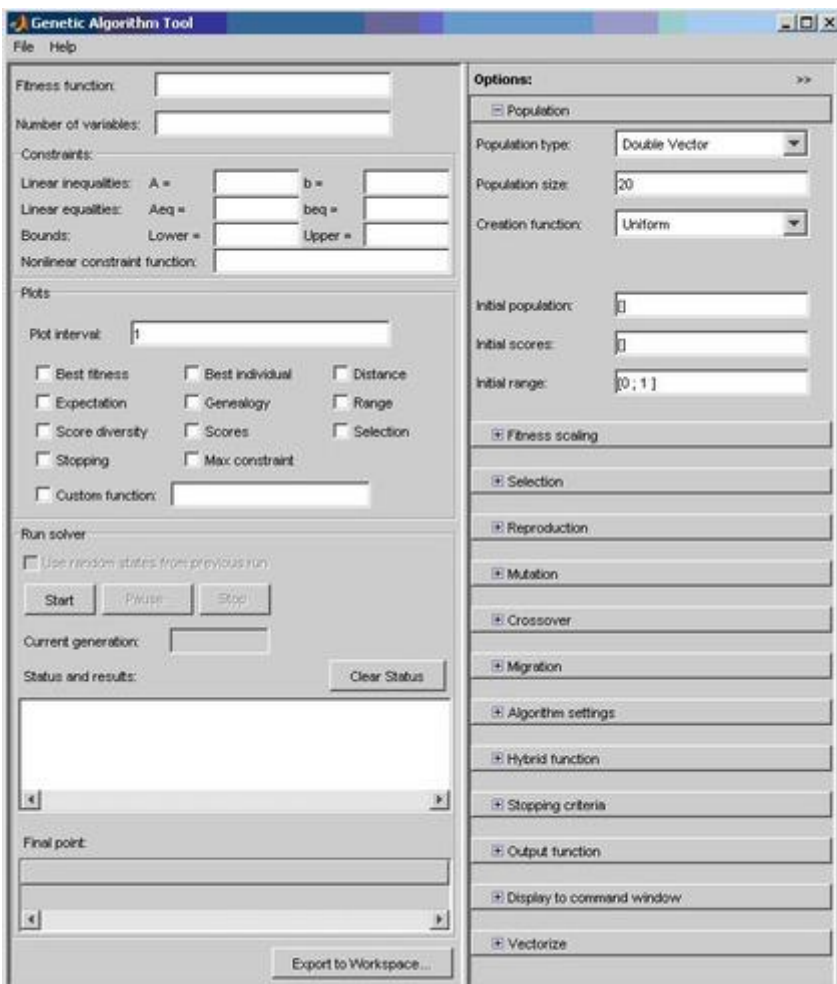 Genetic Algorithm Tool
File Help
Fitness function:
Number of variables:
Constraints:
Linear inequalities: A = b =
Linear equalities: Aeq = beq =
Bounds: Lower = Upper =
Nonlinear constraint function:
Plots
Plot interval: 1
Best fitness Best individual Distance
Expectation Genealogy Range
Score diversity Scores Selection
Stopping Max constraint
Custom function:
Run solver
Use random states from previous run
Start Pause Stop
Current generation:
Status and results: Clear Status
Final point:
Export to Workspace...
Options: >>
Population
Population type: Double Vector
Population size: 20
Creation function: Uniform
Initial population: []
Initial scores: []
Initial range: [0 ; 1 ]
Fitness scaling
Selection
Reproduction
Mutation
Crossover
Migration
Algorithm settings
Hybrid function
Stopping criteria
Output function
Display to command window
Vectorize